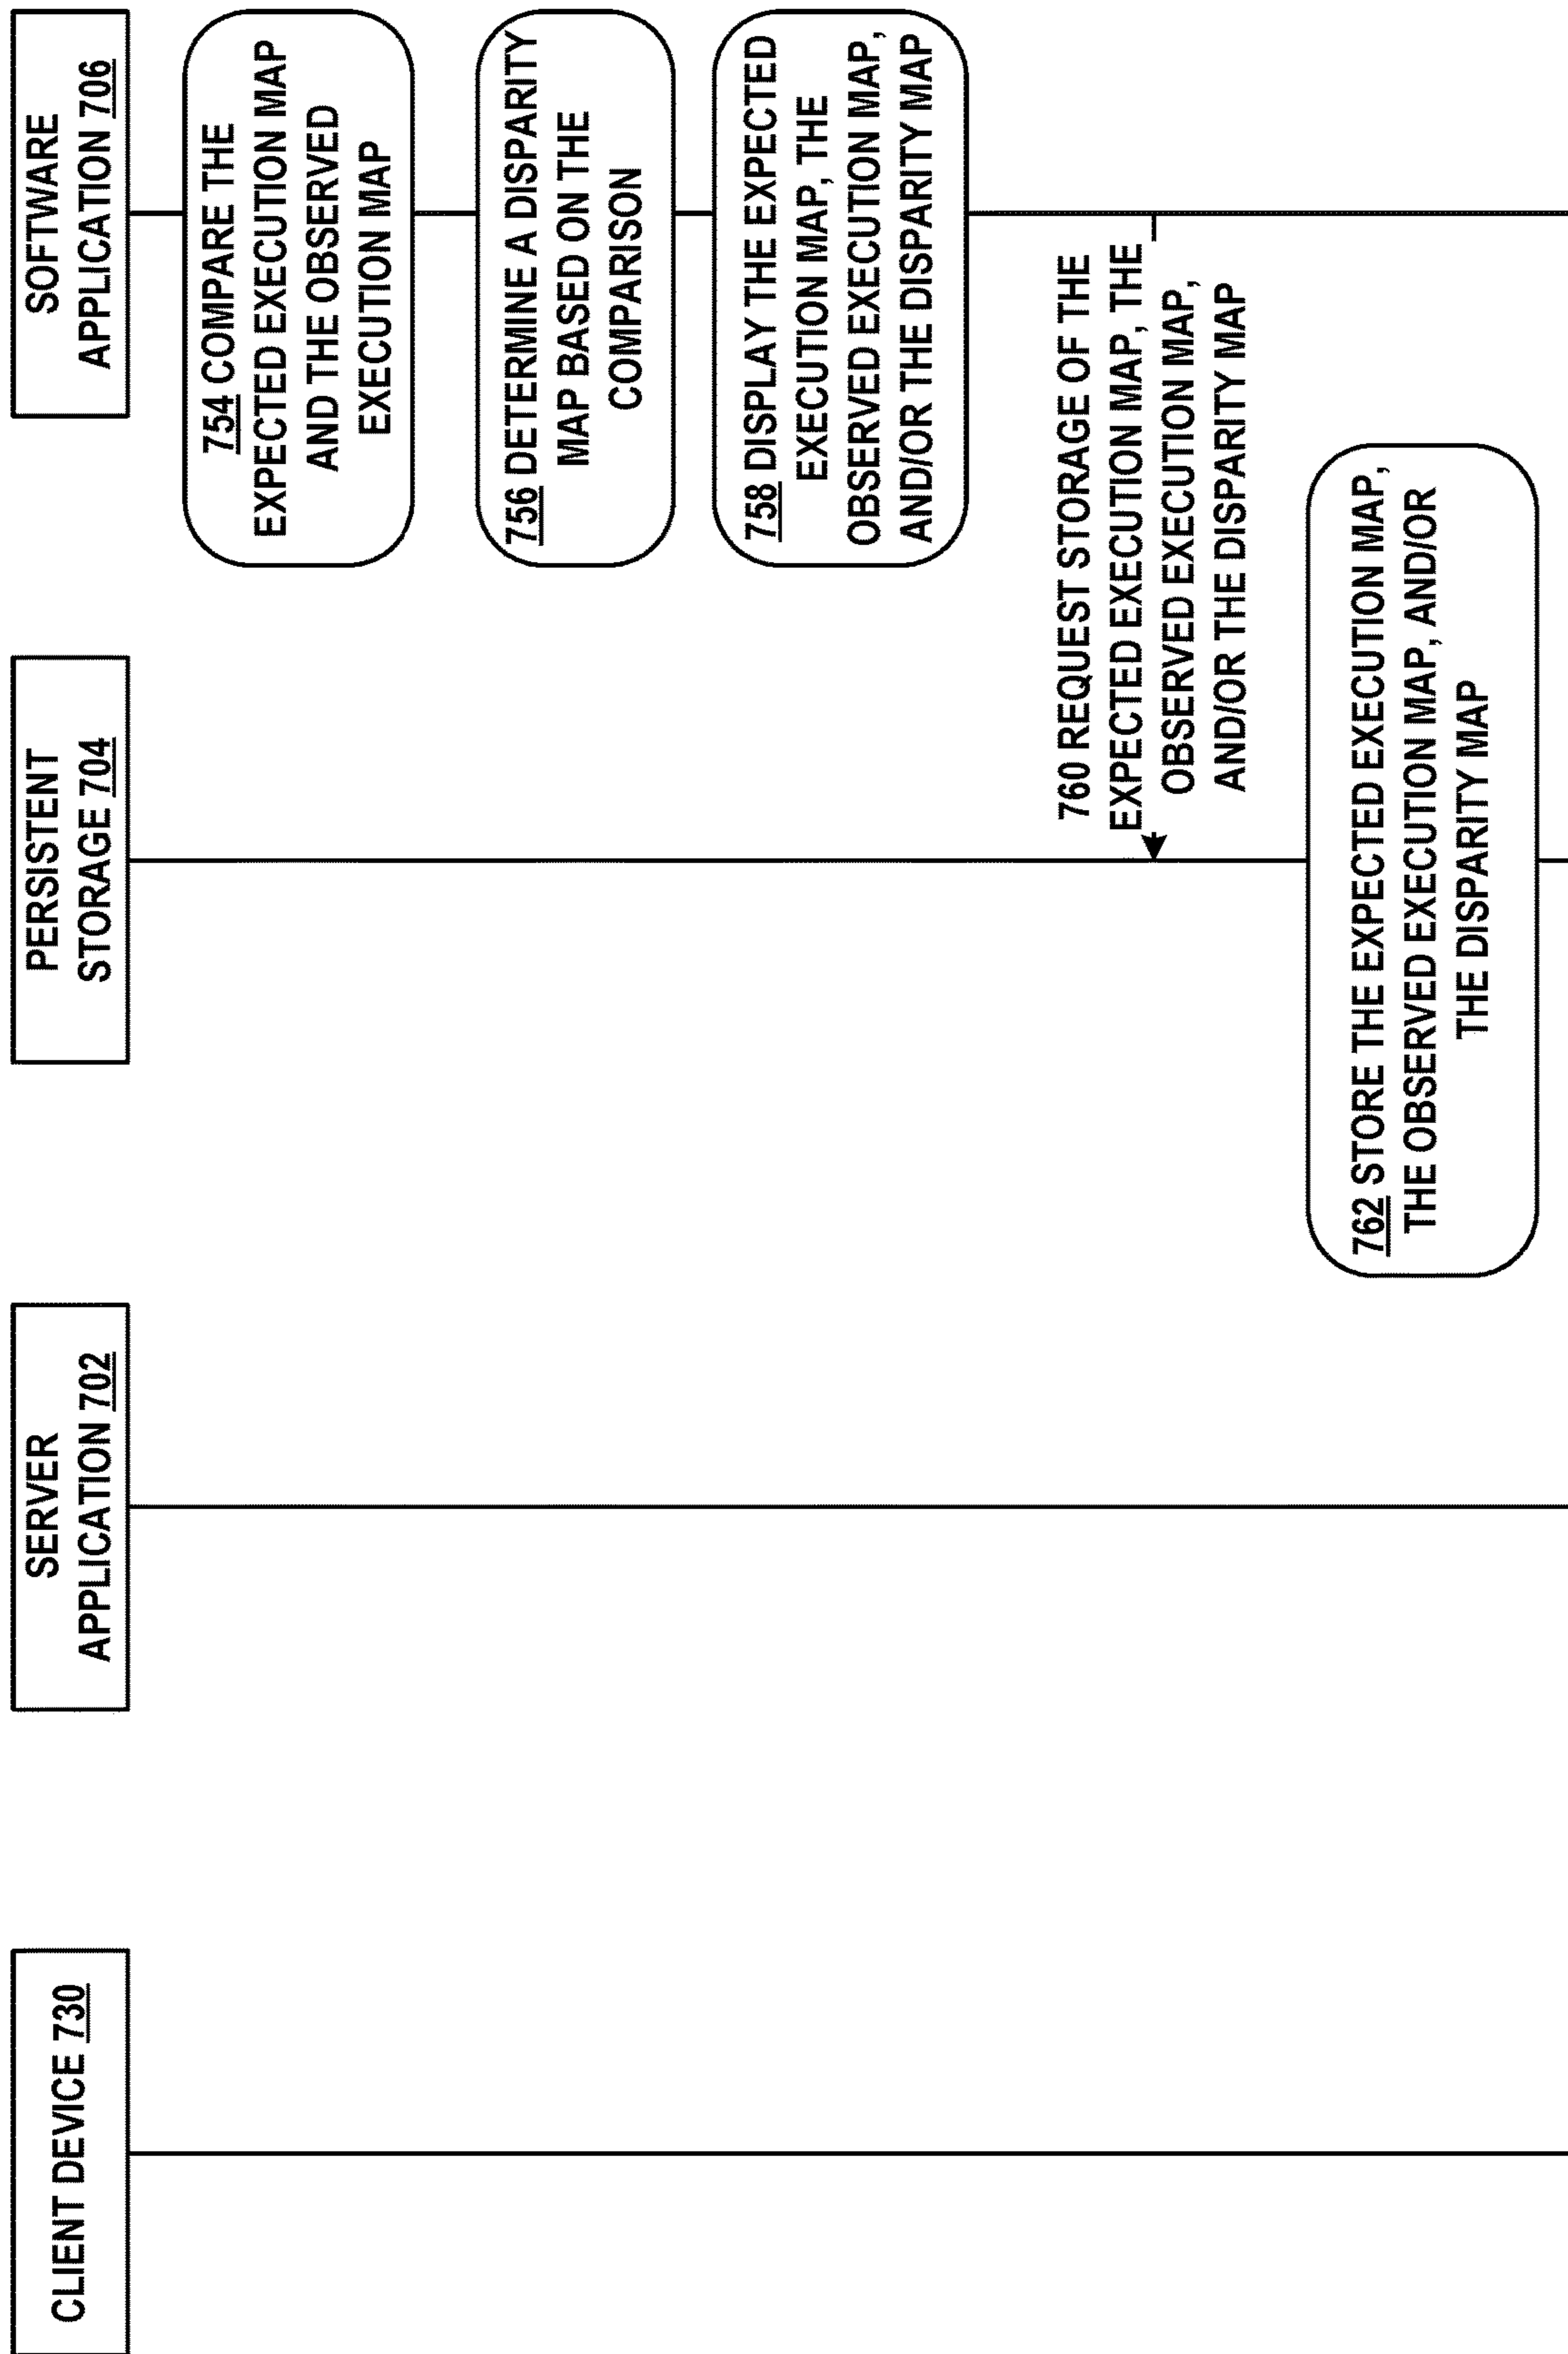 CLIENT DEVICE 730
SERVER
APPLICATION 702
PERSISTENT
STORAGE 704
SOFTWARE
APPLICATION 706
754 COMPARE THE
EXPECTED EXECUTION MAP
AND THE OBSERVED
EXECUTION MAP
756 DETERMINE A DISPARITY
MAP BASED ON THE
COMPARISON
758 DISPLAY THE EXPECTED
EXECUTION MAP, THE
OBSERVED EXECUTION MAP,
AND/OR THE DISPARITY MAP
760 REQUEST STORAGE OF THE
EXPECTED EXECUTION MAP, THE
OBSERVED EXECUTION MAP,
AND/OR THE DISPARITY MAP
762 STORE THE EXPECTED EXECUTION MAP,
THE OBSERVED EXECUTION MAP, AND/OR
THE DISPARITY MAP